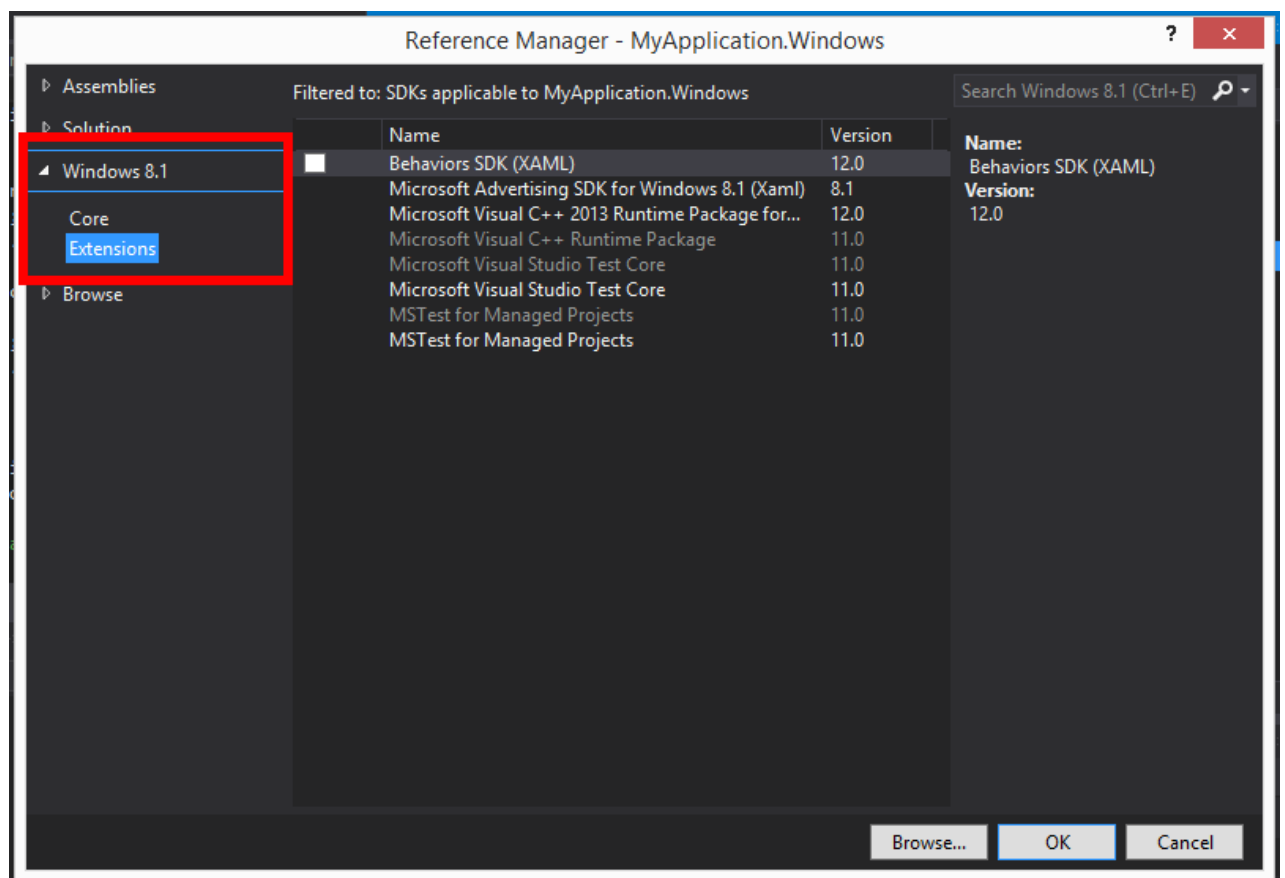 Reference Manager - MyApplication.Windows
?
Assemblies
Solution
Windows 8.1
Core
Extensions
Browse
Filtered to: SDKs applicable to MyApplication.Windows
Search Windows 8.1 (Ctrl+E)
Name Version
Behaviors SDK (XAML) 12.0
Microsoft Advertising SDK for Windows 8.1 (Xaml) 8.1
Microsoft Visual C++ 2013 Runtime Package for... 12.0
Microsoft Visual C++ Runtime Package 11.0
Microsoft Visual Studio Test Core 11.0
Microsoft Visual Studio Test Core 11.0
MSTest for Managed Projects 11.0
MSTest for Managed Projects 11.0
Name:
Behaviors SDK (XAML)
Version:
12.0
Browse... OK Cancel